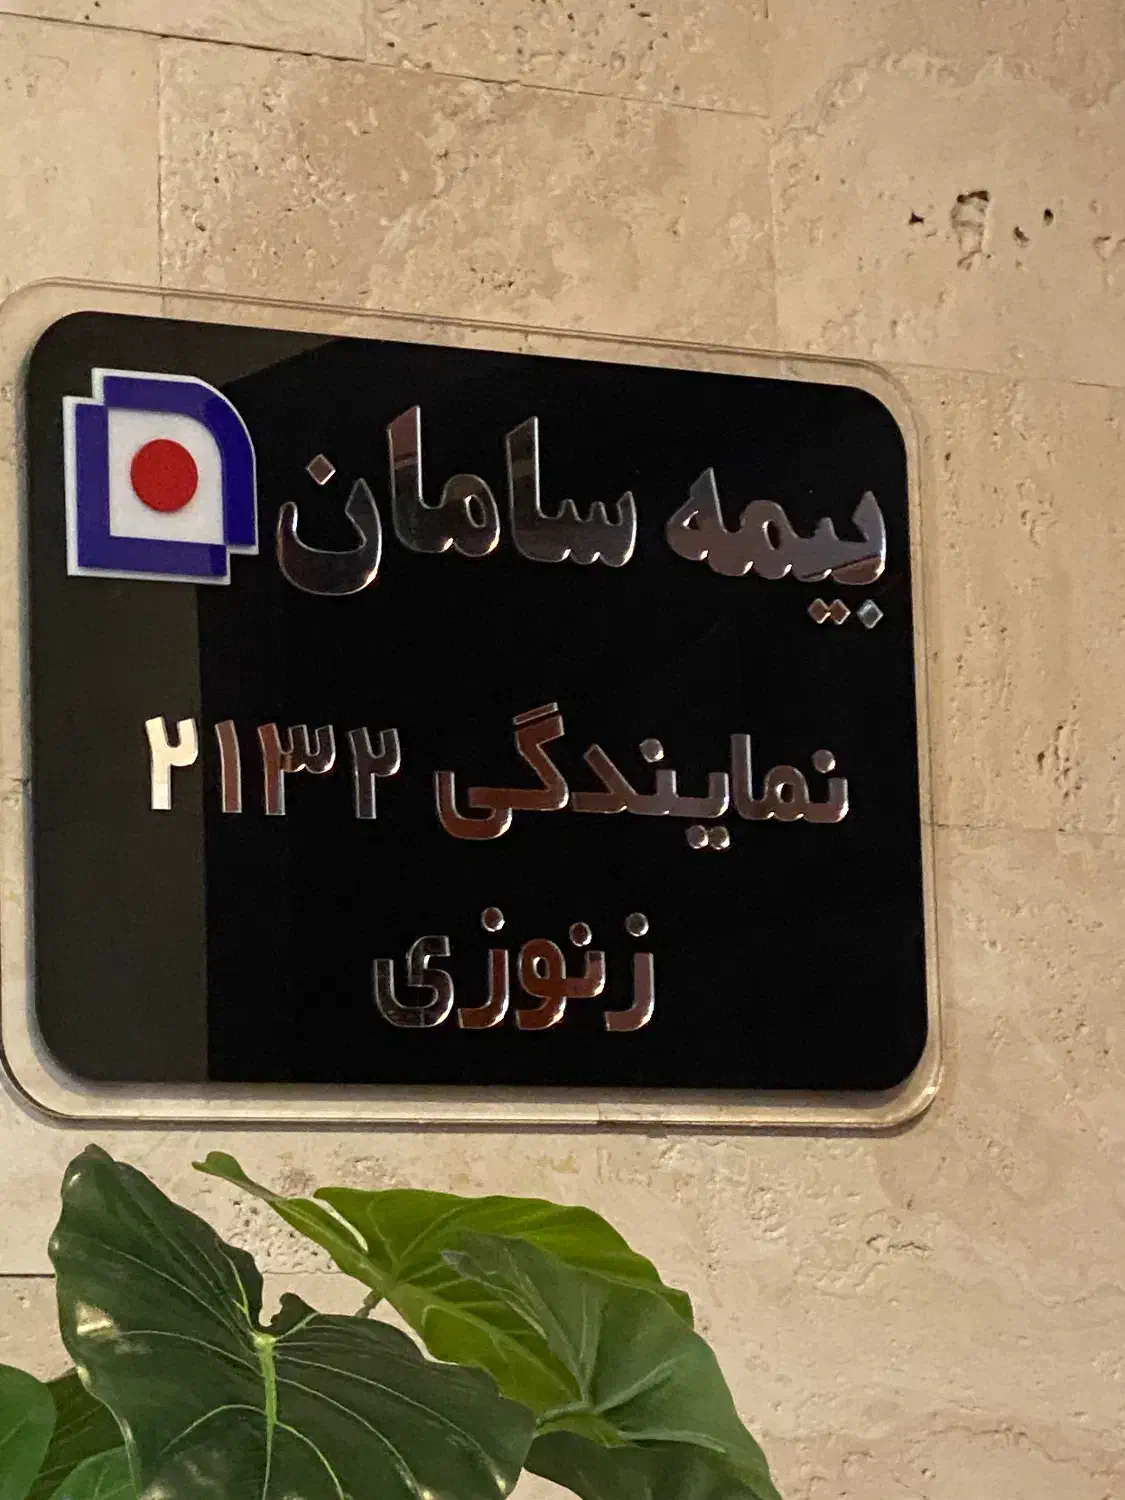 بیمه سامان
نمایندگی ۲۱۳۲
زنوزی